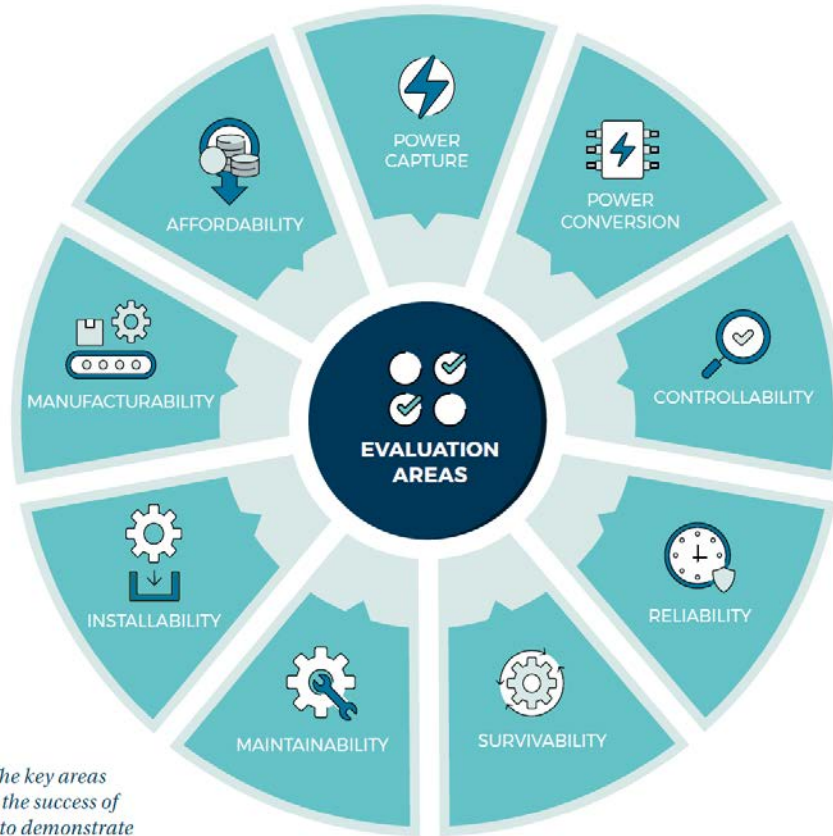 POWER
CAPTURE
POWER
CONVERSION
CONTROLLABILITY
RELIABILITY
SURVIVABILITY
MAINTAINABILITY
INSTALLABILITY
MANUFACTURABILITY
AFFORDABILITY
EVALUATION
AREAS
he key areas
the success of
to demonstrate